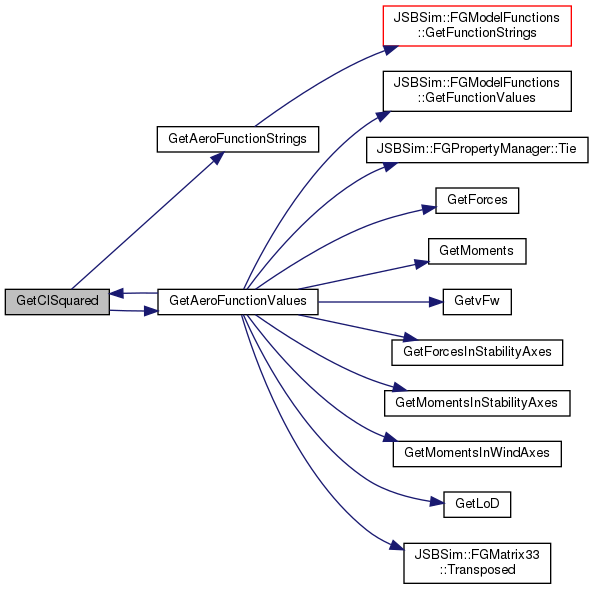 JSBSim::FGModelFunctions
::GetFunctionStrings
JSBSim::FGModelFunctions
::GetFunctionValues
GetAeroFunctionStrings
JSBSim::FGPropertyManager::Tie
GetForces
GetMoments
GetClSquared
GetAeroFunctionValues
GetvFw
GetForcesInStabilityAxes
GetMomentsInStabilityAxes
GetMomentsInWindAxes
GetLoD
JSBSim::FGMatrix33
::Transposed